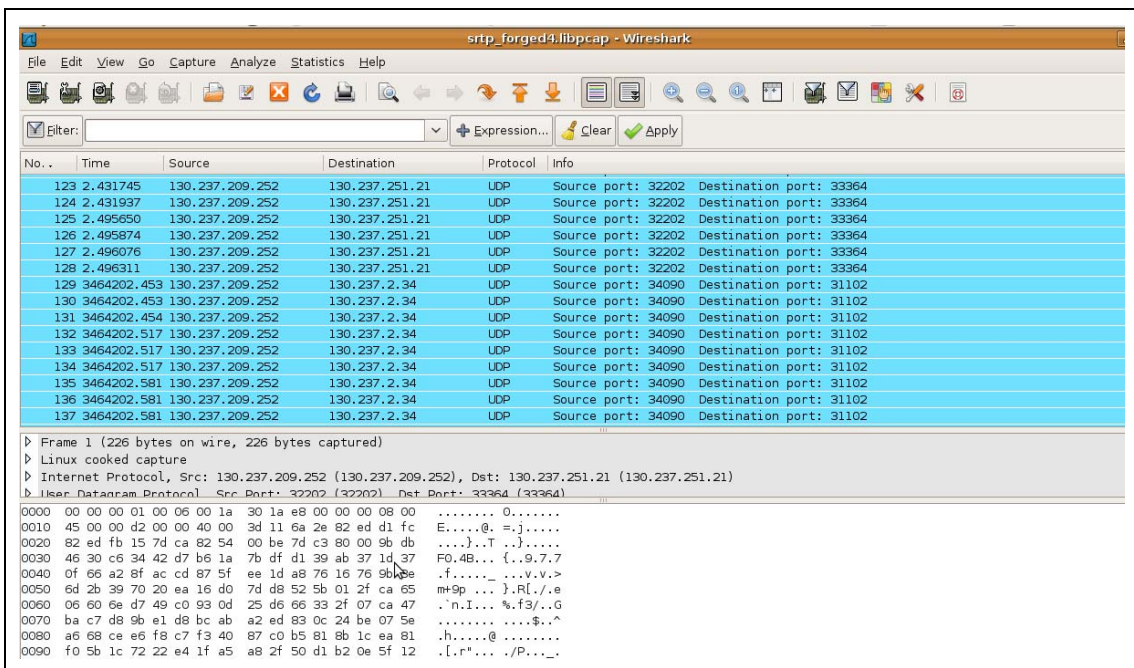 srtp_forged4.libpcap - Wireshark
File Edit View Go Capture Analyze Statistics Help
Filter: Expression... Clear Apply
No. . Time Source Destination Protocol Info
123 2.431745 130.237.209.252 130.237.251.21 UDP Source port: 32202 Destination port: 33364
124 2.431937 130.237.209.252 130.237.251.21 UDP Source port: 32202 Destination port: 33364
125 2.495650 130.237.209.252 130.237.251.21 UDP Source port: 32202 Destination port: 33364
126 2.495874 130.237.209.252 130.237.251.21 UDP Source port: 32202 Destination port: 33364
127 2.496076 130.237.209.252 130.237.251.21 UDP Source port: 32202 Destination port: 33364
128 2.496311 130.237.209.252 130.237.251.21 UDP Source port: 32202 Destination port: 33364
129 3464202.453 130.237.209.252 130.237.2.34 UDP Source port: 34090 Destination port: 31102
130 3464202.453 130.237.209.252 130.237.2.34 UDP Source port: 34090 Destination port: 31102
131 3464202.454 130.237.209.252 130.237.2.34 UDP Source port: 34090 Destination port: 31102
132 3464202.517 130.237.209.252 130.237.2.34 UDP Source port: 34090 Destination port: 31102
133 3464202.517 130.237.209.252 130.237.2.34 UDP Source port: 34090 Destination port: 31102
134 3464202.517 130.237.209.252 130.237.2.34 UDP Source port: 34090 Destination port: 31102
135 3464202.581 130.237.209.252 130.237.2.34 UDP Source port: 34090 Destination port: 31102
136 3464202.581 130.237.209.252 130.237.2.34 UDP Source port: 34090 Destination port: 31102
137 3464202.581 130.237.209.252 130.237.2.34 UDP Source port: 34090 Destination port: 31102
Frame 1 (226 bytes on wire, 226 bytes captured)
Linux cooked capture
Internet Protocol, Src: 130.237.209.252 (130.237.209.252), Dst: 130.237.251.21 (130.237.251.21)
User Datagram Protocol, Src Port: 32202 (32202), Dst Port: 33364 (33364)
0000 00 00 00 01 00 06 00 1a 30 1a e8 00 00 00 08 00 ........ 0.......
0010 45 00 00 d2 00 00 40 00 3d 11 6a 2e 82 ed d1 fc E.....@. =.j.....
0020 82 ed fb 15 7d ca 82 54 00 be 7d c3 80 00 9b db ....}..T ..}.....
0030 46 30 c6 34 42 d7 b6 1a 7b df d1 39 ab 37 1d 37 F0.4B... {..9.7.7
0040 0f 66 a2 8f ac cd 87 5f ee 1d a8 76 16 76 9b .f....._ ...v.v.>
0050 6d 2b 39 70 20 ea 16 d0 7d d8 52 5b 01 2f ca 65 m+9p ... }.R[./.e
0060 06 60 6e d7 49 c0 93 0d 25 d6 66 33 2f 07 ca 47 .`n.I... %.f3/..G
0070 ba c7 d8 9b e1 d8 bc ab a2 ed 83 0c 24 be 07 5e ........ ....$..^
0080 a6 68 ce e6 f8 c7 f3 40 87 c0 b5 81 8b 1c ea 81 .h.....@ ........
0090 f0 5b 1c 72 22 e4 1f a5 a8 2f 50 d1 b2 0e 5f 12 .[.r"... ./P..._.